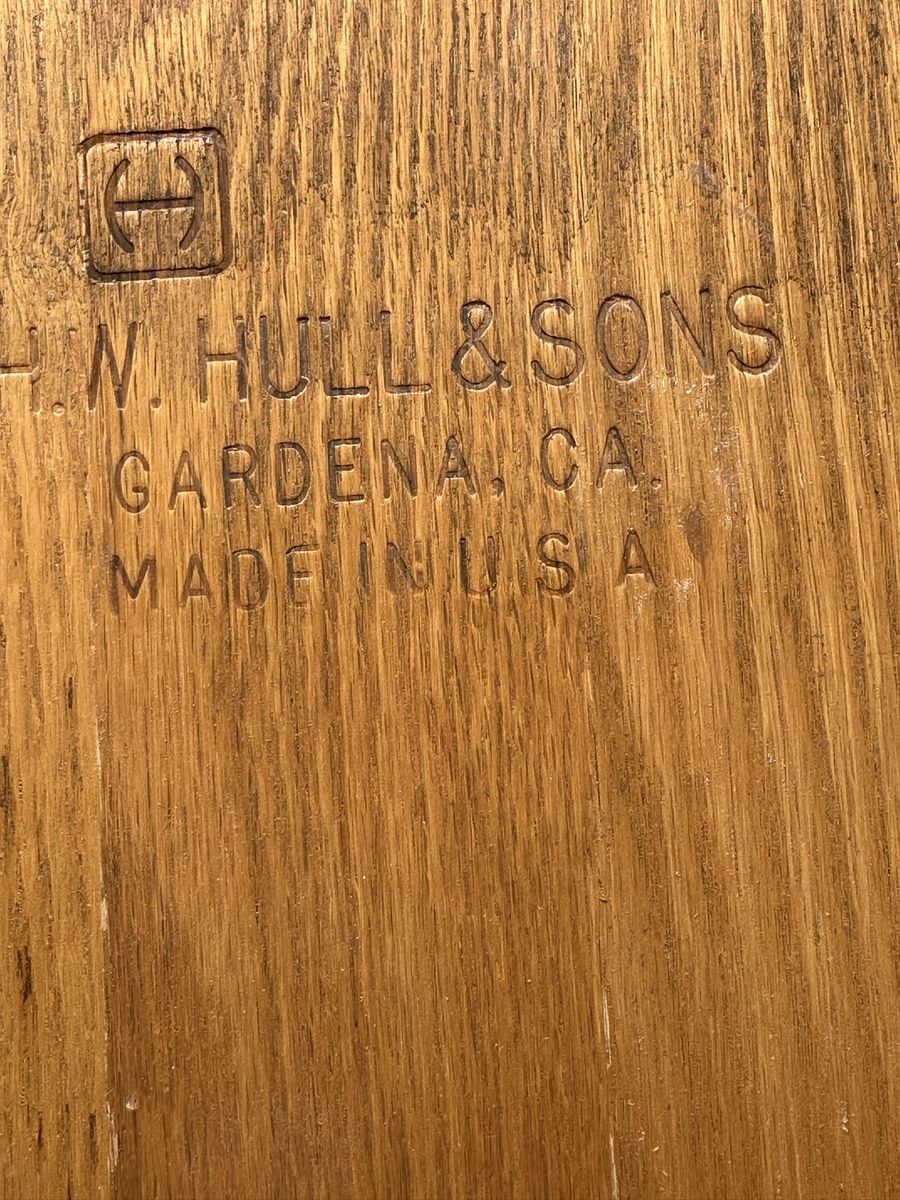 H
H.W. HULL & SONS
GARDENA, CA.
MADE IN U S A